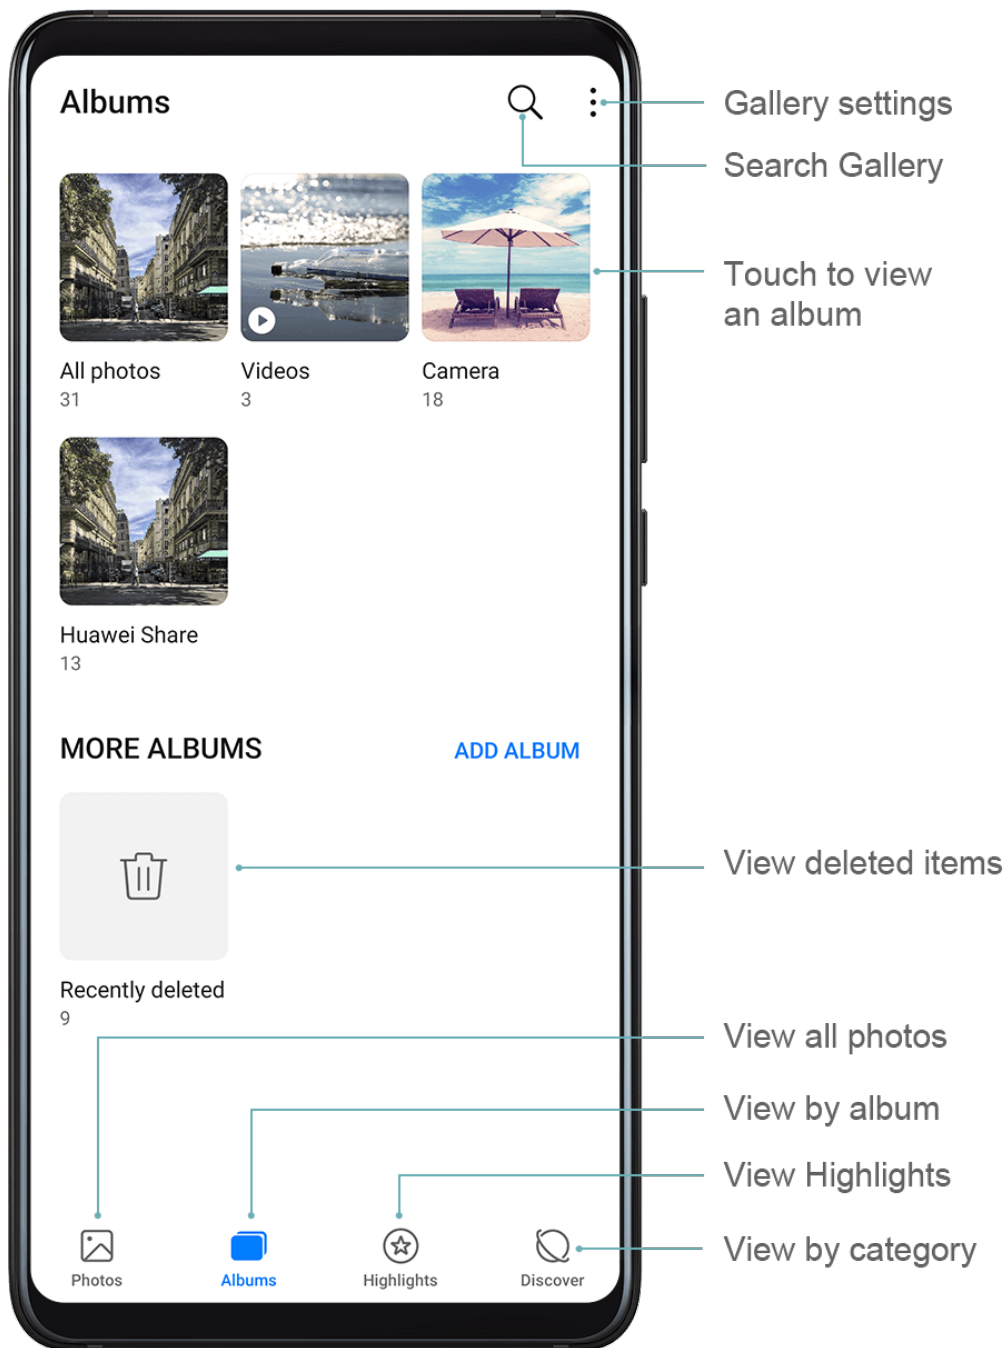 Albums
Gallery settings
Search Gallery
Touch to view
an album
All photos
31
Videos
3
Camera
18
Huawei Share
13
MORE ALBUMS
ADD ALBUM
View deleted items
Recently deleted
9
View all photos
View by album
View Highlights
View by category
Photos
Albums
Highlights
Discover